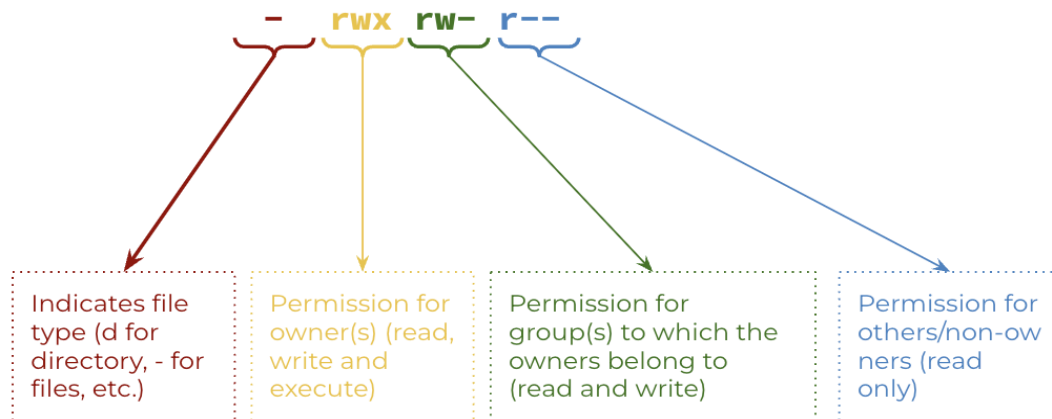 - rwx rw- r--
Indicates file
type (d for
directory, - for
files, etc.)
Permission for
owner(s) (read,
write and
execute)
Permission for
group(s) to which the
owners belong to
(read and write)
Permission for
others/non-ow
ners (read
only)